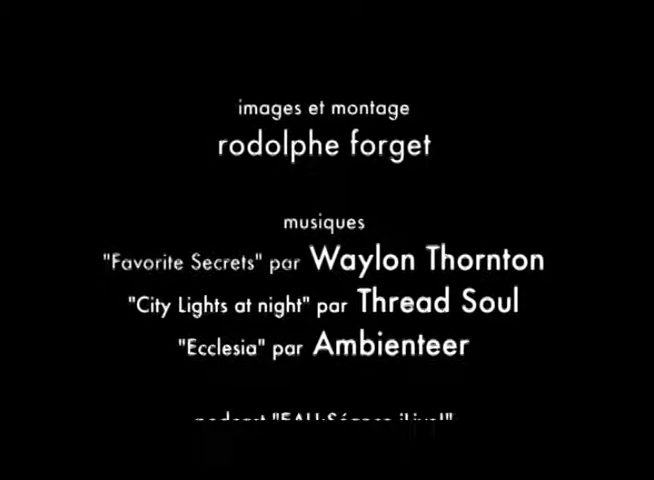 images et montage
rodolphe forget
musiques
"Favorite Secrets" par Waylon Thornton
"City Lights at night" par Thread Soul
"Ecclesia" par Ambienteer
podcast